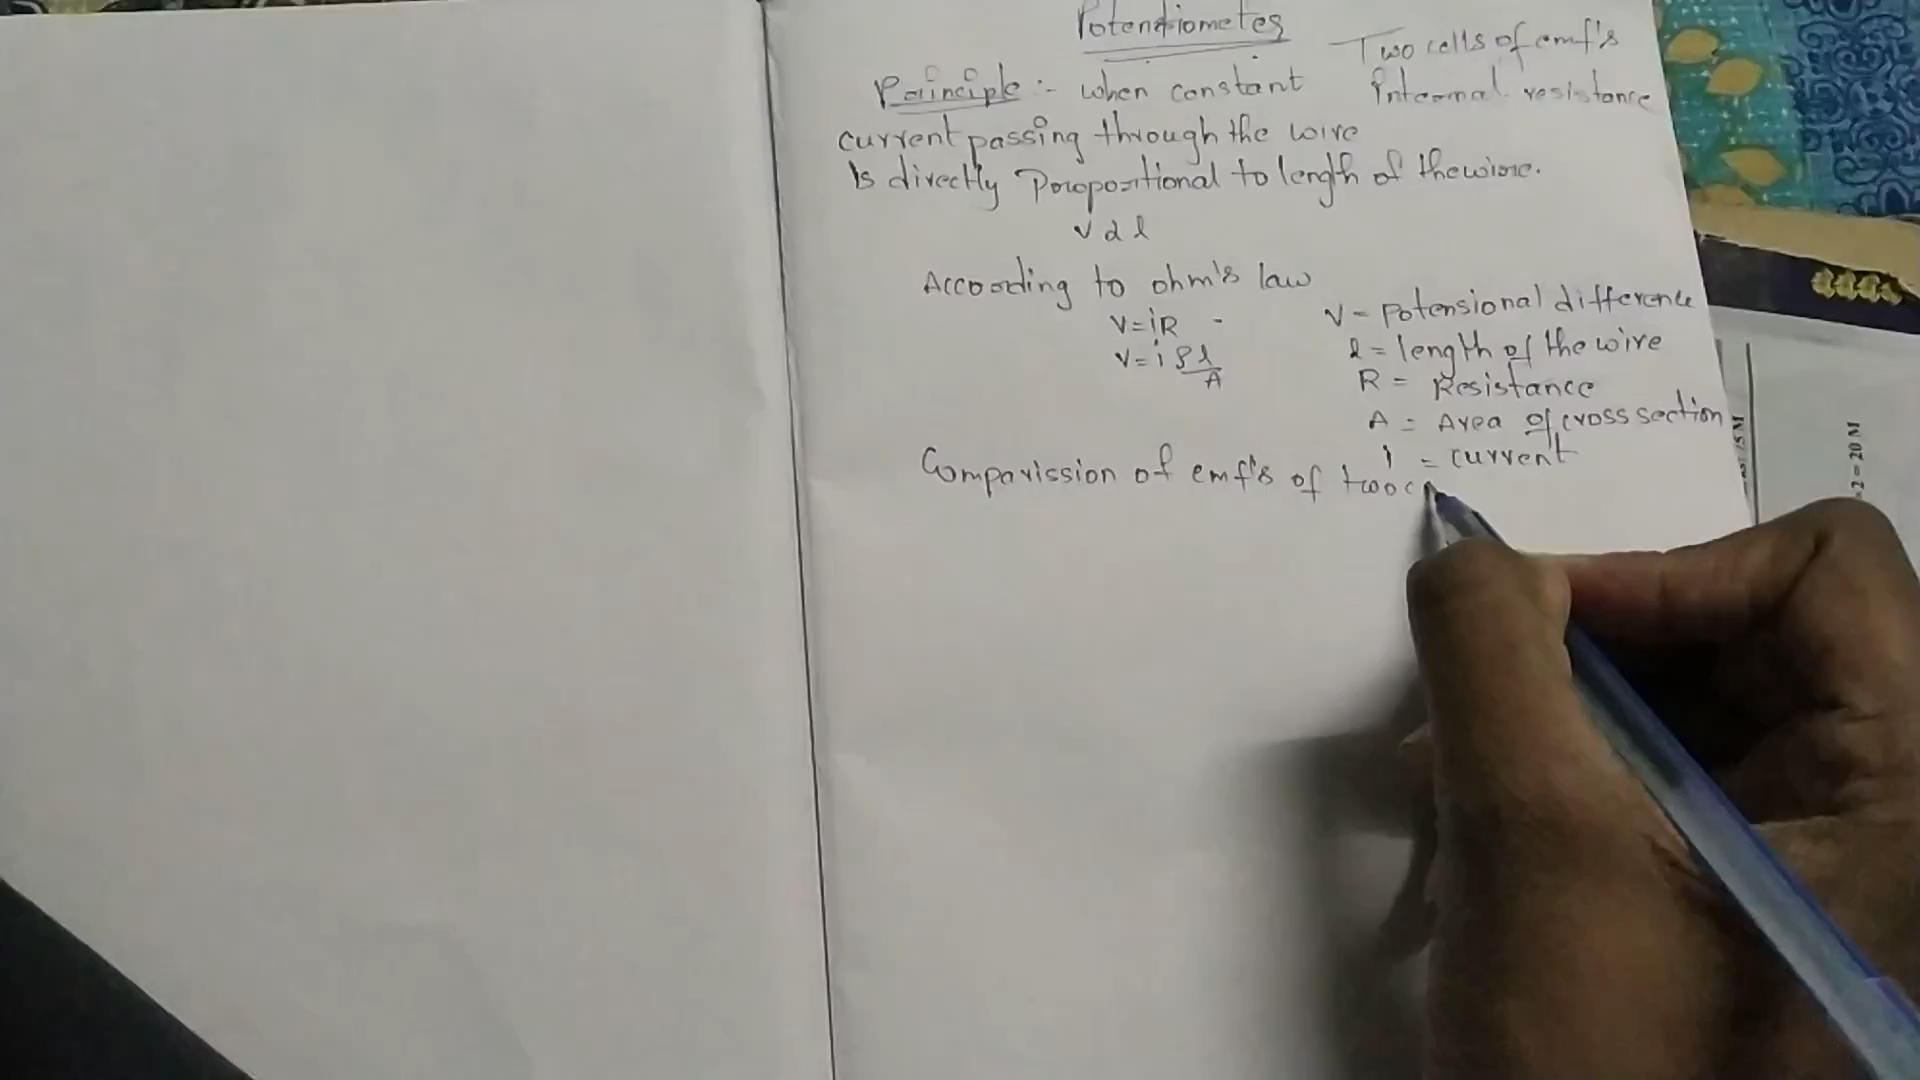 Potentiometer
Two cells of emf's
Internal resistance
Principle :- when constant
current passing through the wire
is directly Proportional to length of the wire.
V α l
According to ohm's law
V = iR -
V = i ρl
A
V = Potensional difference
l = length of the wire
R = Resistance
A = Area of cross section
i = current
Comparission of emf's of two c
2 = 20 M